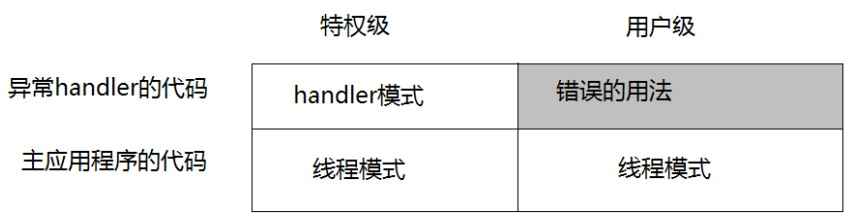 特权级 用户级
异常handler的代码 handler模式 错误的用法
主应用程序的代码 线程模式 线程模式